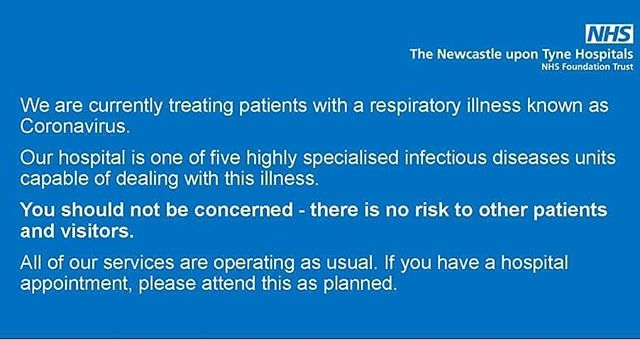 NHS
The Newcastle upon Tyne Hospitals
NHS Foundation Trust
We are currently treating patients with a respiratory illness known as
Coronavirus.
Our hospital is one of five highly specialised infectious diseases units
capable of dealing with this illness.
You should not be concerned - there is no risk to other patients
and visitors.
All of our services are operating as usual. If you have a hospital
appointment, please attend this as planned.